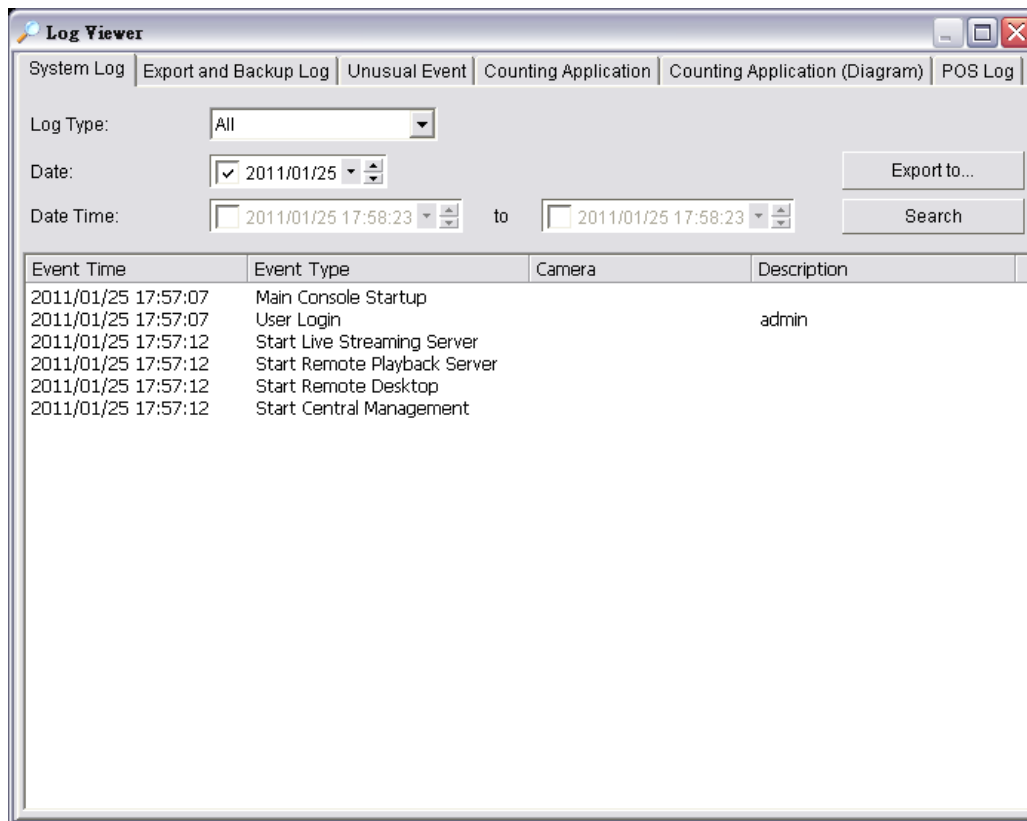 Log Viewer
System Log Export and Backup Log Unusual Event Counting Application Counting Application (Diagram) POS Log
Log Type: All
Date: 2011/01/25 Export to...
Date Time: 2011/01/25 17:58:23 to 2011/01/25 17:58:23 Search
Event Time Event Type Camera Description
2011/01/25 17:57:07 Main Console Startup
2011/01/25 17:57:07 User Login admin
2011/01/25 17:57:12 Start Live Streaming Server
2011/01/25 17:57:12 Start Remote Playback Server
2011/01/25 17:57:12 Start Remote Desktop
2011/01/25 17:57:12 Start Central Management